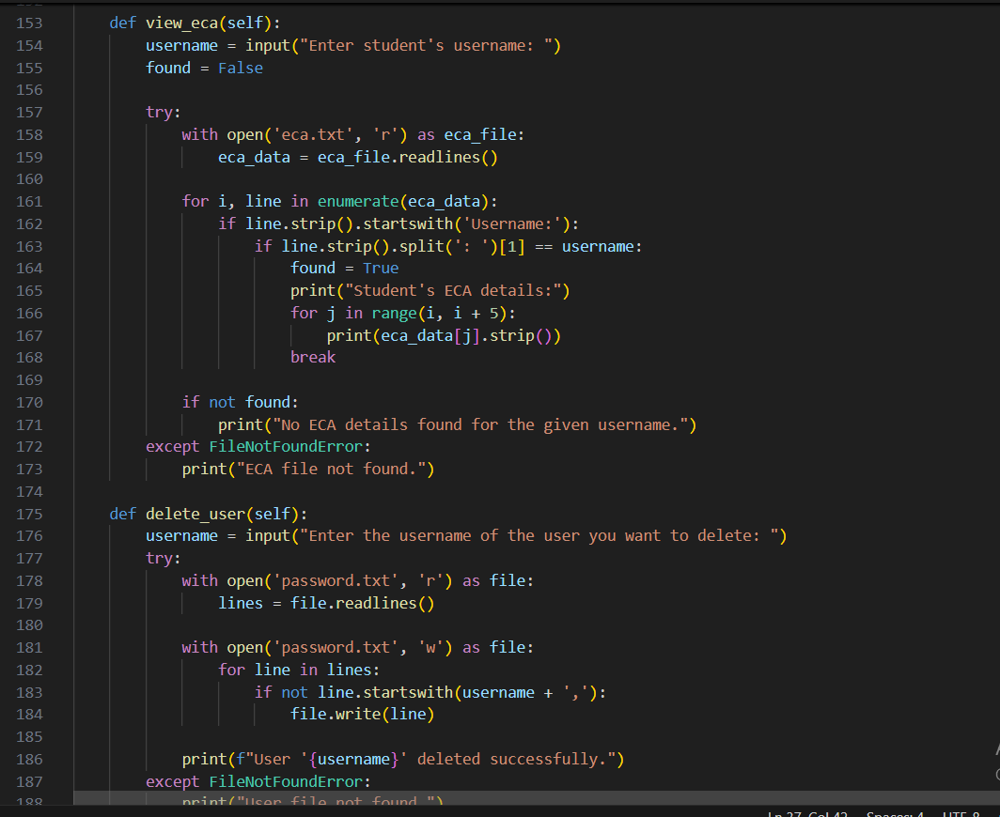 153 def view_eca(self):
154 username = input("Enter student's username: ")
155 found = False
156
157 try:
158 with open('eca.txt', 'r') as eca_file:
159 eca_data = eca_file.readlines()
160
161 for i, line in enumerate(eca_data):
162 if line.strip().startswith('Username:'):
163 if line.strip().split(': ')[1] == username:
164 found = True
165 print("Student's ECA details:")
166 for j in range(i, i + 5):
167 print(eca_data[j].strip())
168 break
169
170 if not found:
171 print("No ECA details found for the given username.")
172 except FileNotFoundError:
173 print("ECA file not found.")
174
175 def delete_user(self):
176 username = input("Enter the username of the user you want to delete: ")
177 try:
178 with open('password.txt', 'r') as file:
179 lines = file.readlines()
180
181 with open('password.txt', 'w') as file:
182 for line in lines:
183 if not line.startswith(username + ','):
184 file.write(line)
185
186 print(f"User '{username}' deleted successfully.")
187 except FileNotFoundError:
188 print("User file not found.")
Ln 37, Col 42 Spaces: 4 UTF-8